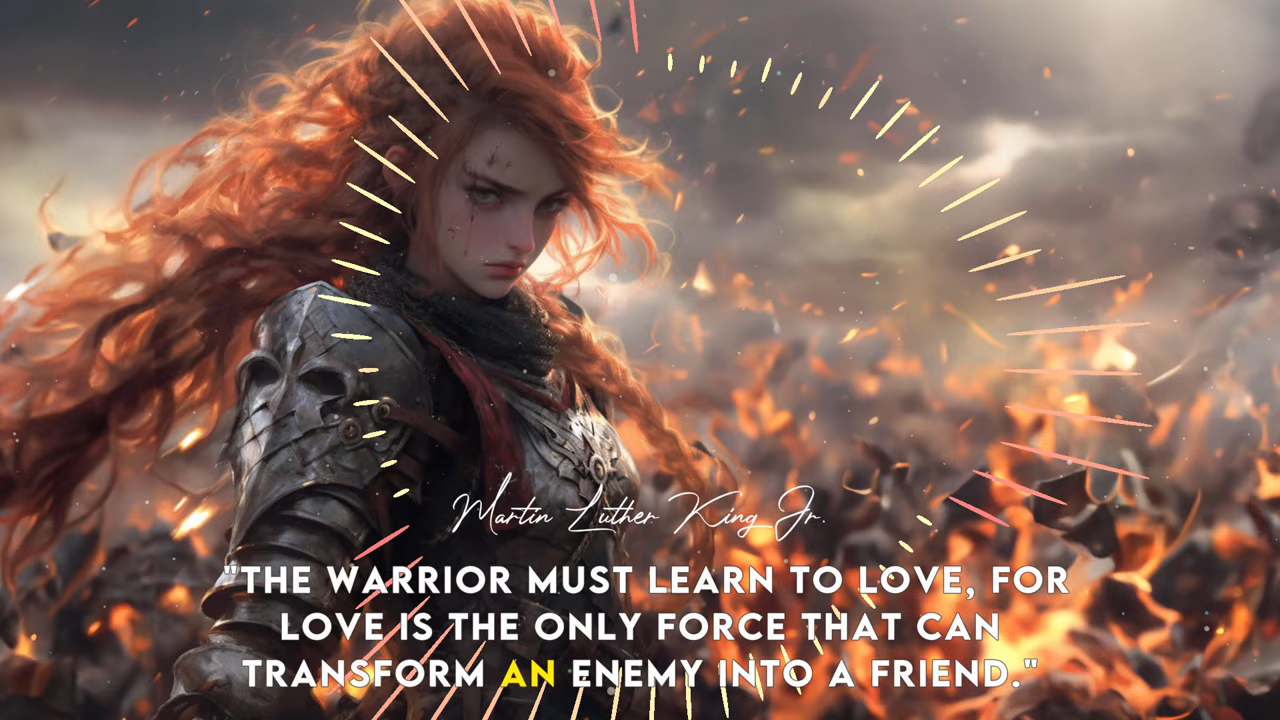 Martin Luther King Jr.
"THE WARRIOR MUST LEARN TO LOVE, FOR
LOVE IS THE ONLY FORCE THAT CAN
TRANSFORM AN ENEMY INTO A FRIEND."